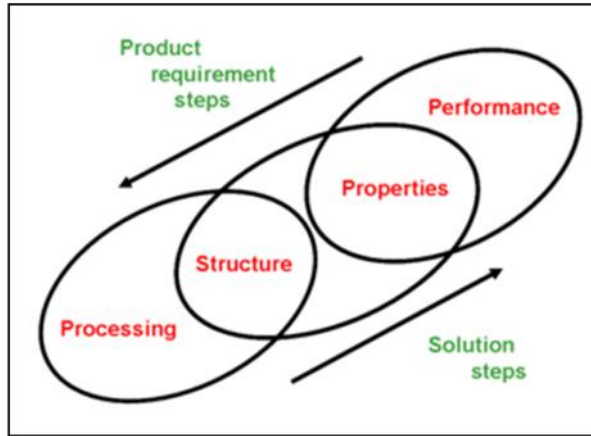 Product
requirement
steps
Performance
Properties
Structure
Processing
Solution
steps